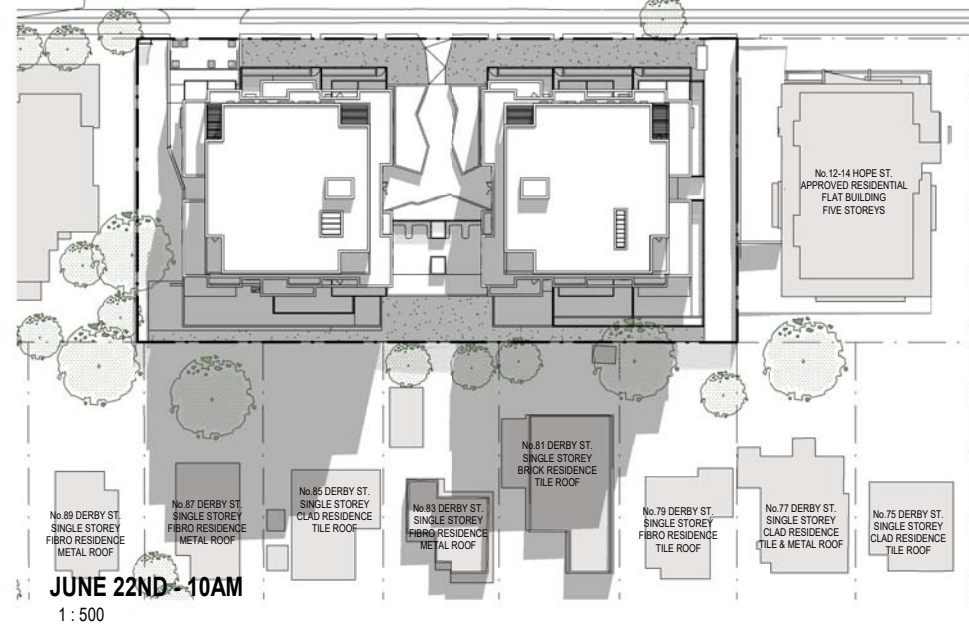 No.12-14 HOPE ST.
APPROVED RESIDENTIAL
FLAT BUILDING
FIVE STOREYS
No.89 DERBY ST.
SINGLE STOREY
FIBRO RESIDENCE
METAL ROOF
No.87 DERBY ST.
SINGLE STOREY
FIBRO RESIDENCE
METAL ROOF
No.85 DERBY ST.
SINGLE STOREY
CLAD RESIDENCE
TILE ROOF
No.83 DERBY ST.
SINGLE STOREY
FIBRO RESIDENCE
METAL ROOF
No.81 DERBY ST.
SINGLE STOREY
BRICK RESIDENCE
TILE ROOF
No.79 DERBY ST.
SINGLE STOREY
FIBRO RESIDENCE
TILE ROOF
No.77 DERBY ST.
SINGLE STOREY
CLAD RESIDENCE
TILE & METAL ROOF
No.75 DERBY ST.
SINGLE STOREY
CLAD RESIDENCE
TILE ROOF
JUNE 22ND - 10AM
1 : 500